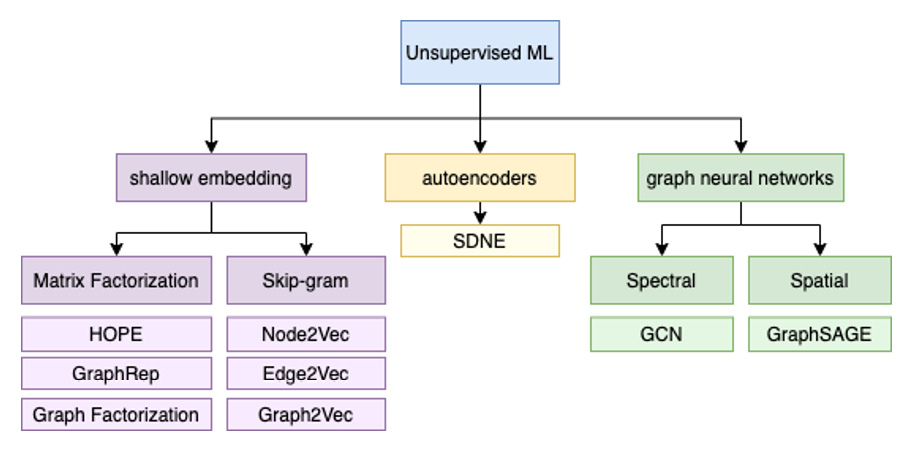 Unsupervised ML
shallow embedding
autoencoders
graph neural networks
SDNE
Matrix Factorization
Skip-gram
Spectral
Spatial
HOPE
Node2Vec
GCN
GraphSAGE
GraphRep
Edge2Vec
Graph Factorization
Graph2Vec